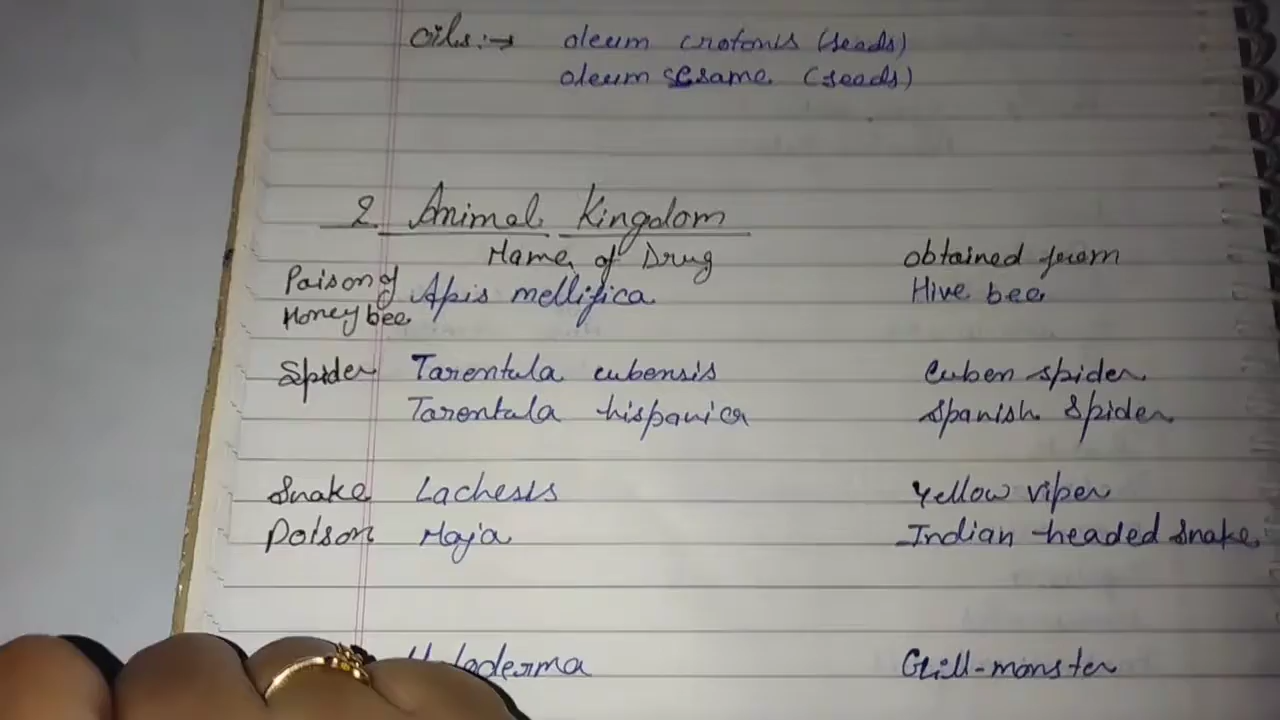 Oils:→ oleum crotonis (seeds)
oleum sesame (seeds)
2 Animal Kingdom
Name of Drug obtained from
Poison of Apis mellifica Hive bee
Honey bee
Spider Tarentula cubensis Cuben spider
Tarentula hispanica Spanish Spider
Snake Lachesis Yellow viper
Poison Naja Indian headed Snake
Gill-monster